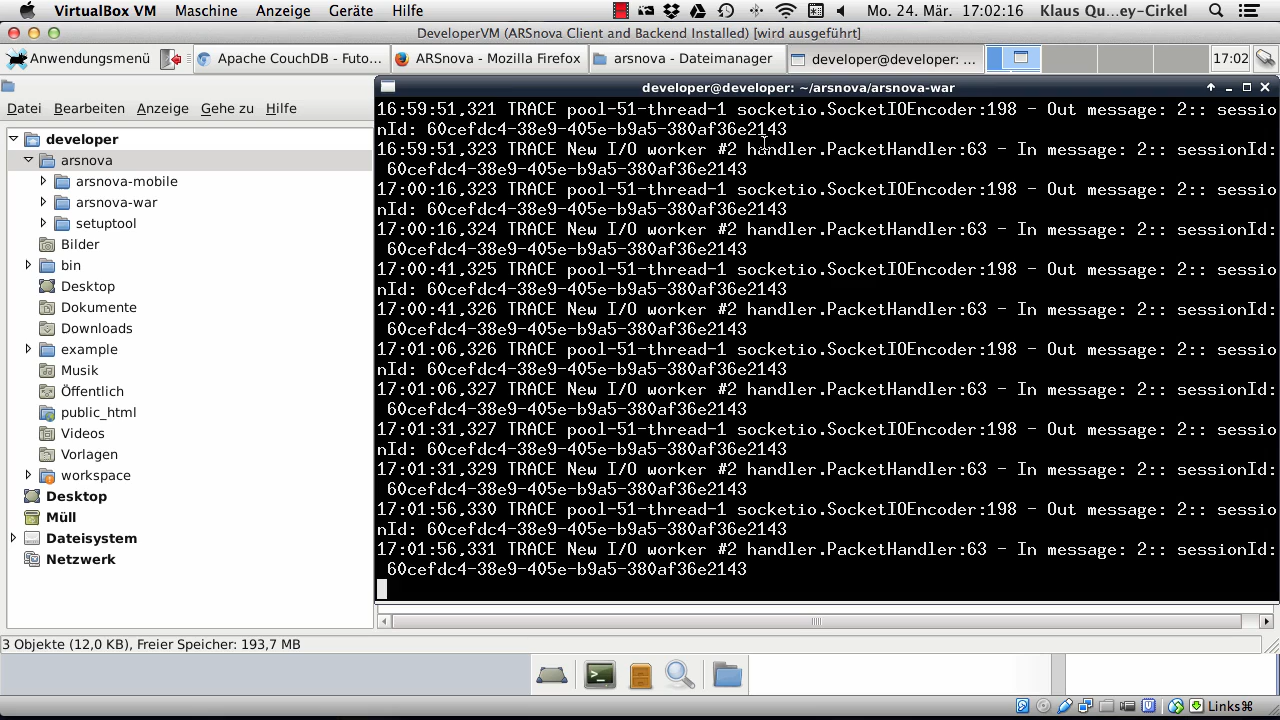 VirtualBox VM Maschine Anzeige Geräte Hilfe Mo. 24. Mär. 17:02:16 Klaus Qu...ey-Cirkel
DeveloperVM (ARSnova Client and Backend Installed) [wird ausgeführt]
Anwendungsmenü Apache CouchDB - Futo... ARSnova - Mozilla Firefox arsnova - Dateimanager developer@developer: ... 17:02
developer@developer: ~/arsnova/arsnova-war
Datei Bearbeiten Anzeige Gehe zu Hilfe
developer
arsnova
arsnova-mobile
arsnova-war
setuptool
Bilder
bin
Desktop
Dokumente
Downloads
example
Musik
Öffentlich
public_html
Videos
Vorlagen
workspace
Desktop
Müll
Dateisystem
Netzwerk
16:59:51,321 TRACE pool-51-thread-1 socketio.SocketIOEncoder:198 - Out message: 2:: sessio
nId: 60cefdc4-38e9-405e-b9a5-380af36e2143
16:59:51,323 TRACE New I/O worker #2 handler.PacketHandler:63 - In message: 2:: sessionId:
60cefdc4-38e9-405e-b9a5-380af36e2143
17:00:16,323 TRACE pool-51-thread-1 socketio.SocketIOEncoder:198 - Out message: 2:: sessio
nId: 60cefdc4-38e9-405e-b9a5-380af36e2143
17:00:16,324 TRACE New I/O worker #2 handler.PacketHandler:63 - In message: 2:: sessionId:
60cefdc4-38e9-405e-b9a5-380af36e2143
17:00:41,325 TRACE pool-51-thread-1 socketio.SocketIOEncoder:198 - Out message: 2:: sessio
nId: 60cefdc4-38e9-405e-b9a5-380af36e2143
17:00:41,326 TRACE New I/O worker #2 handler.PacketHandler:63 - In message: 2:: sessionId:
60cefdc4-38e9-405e-b9a5-380af36e2143
17:01:06,326 TRACE pool-51-thread-1 socketio.SocketIOEncoder:198 - Out message: 2:: sessio
nId: 60cefdc4-38e9-405e-b9a5-380af36e2143
17:01:06,327 TRACE New I/O worker #2 handler.PacketHandler:63 - In message: 2:: sessionId:
60cefdc4-38e9-405e-b9a5-380af36e2143
17:01:31,327 TRACE pool-51-thread-1 socketio.SocketIOEncoder:198 - Out message: 2:: sessio
nId: 60cefdc4-38e9-405e-b9a5-380af36e2143
17:01:31,329 TRACE New I/O worker #2 handler.PacketHandler:63 - In message: 2:: sessionId:
60cefdc4-38e9-405e-b9a5-380af36e2143
17:01:56,330 TRACE pool-51-thread-1 socketio.SocketIOEncoder:198 - Out message: 2:: sessio
nId: 60cefdc4-38e9-405e-b9a5-380af36e2143
17:01:56,331 TRACE New I/O worker #2 handler.PacketHandler:63 - In message: 2:: sessionId:
60cefdc4-38e9-405e-b9a5-380af36e2143
3 Objekte (12,0 KB), Freier Speicher: 193,7 MB
Links⌘